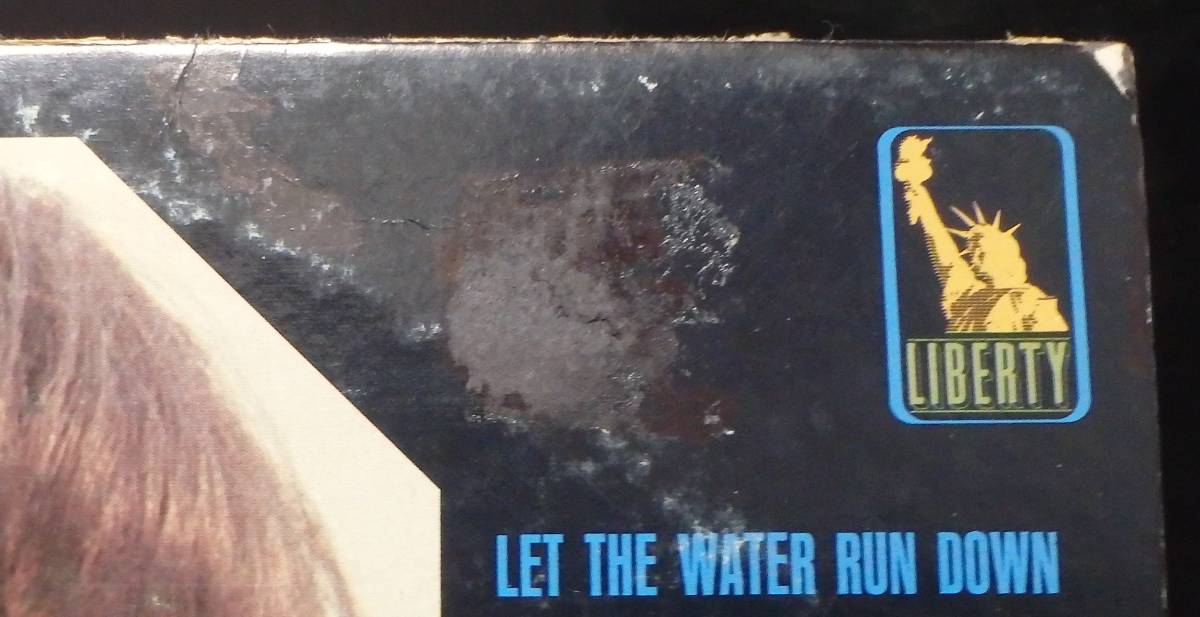 LIBERTY
LET THE WATER RUN DOWN